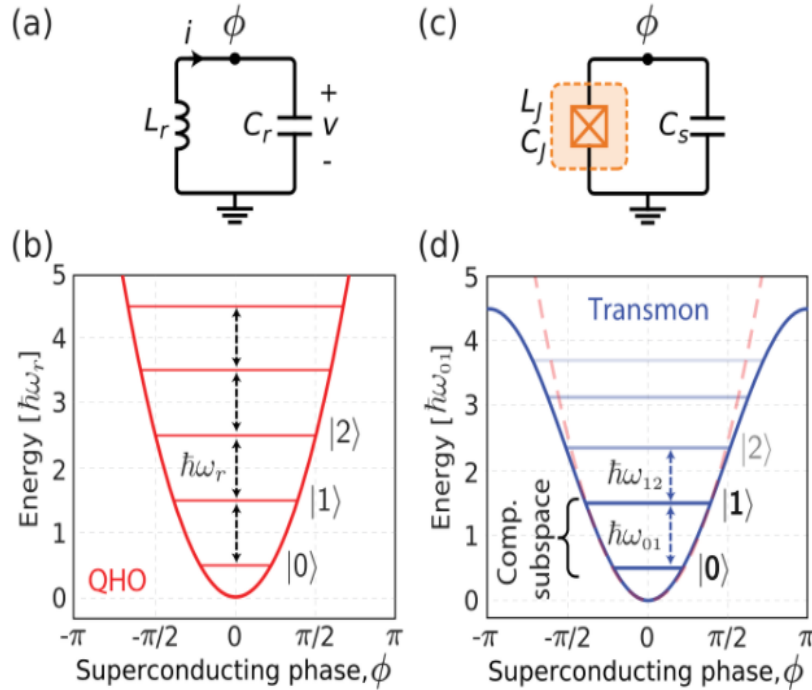 (a)
i
ϕ
L_r
C_r
+
v
-
(c)
ϕ
L_J
C_J
C_s
(b)
5
4
3
2
1
0
Energy [ℏω_r]
ℏω_r
|2⟩
|1⟩
|0⟩
QHO
-π
-π/2
0
π/2
π
Superconducting phase, ϕ
(d)
5
4
3
2
1
0
Energy [ℏω_01]
Transmon
|2⟩
ℏω_12
|1⟩
ℏω_01
|0⟩
Comp.
subspace
-π
-π/2
0
π/2
π
Superconducting phase, ϕ